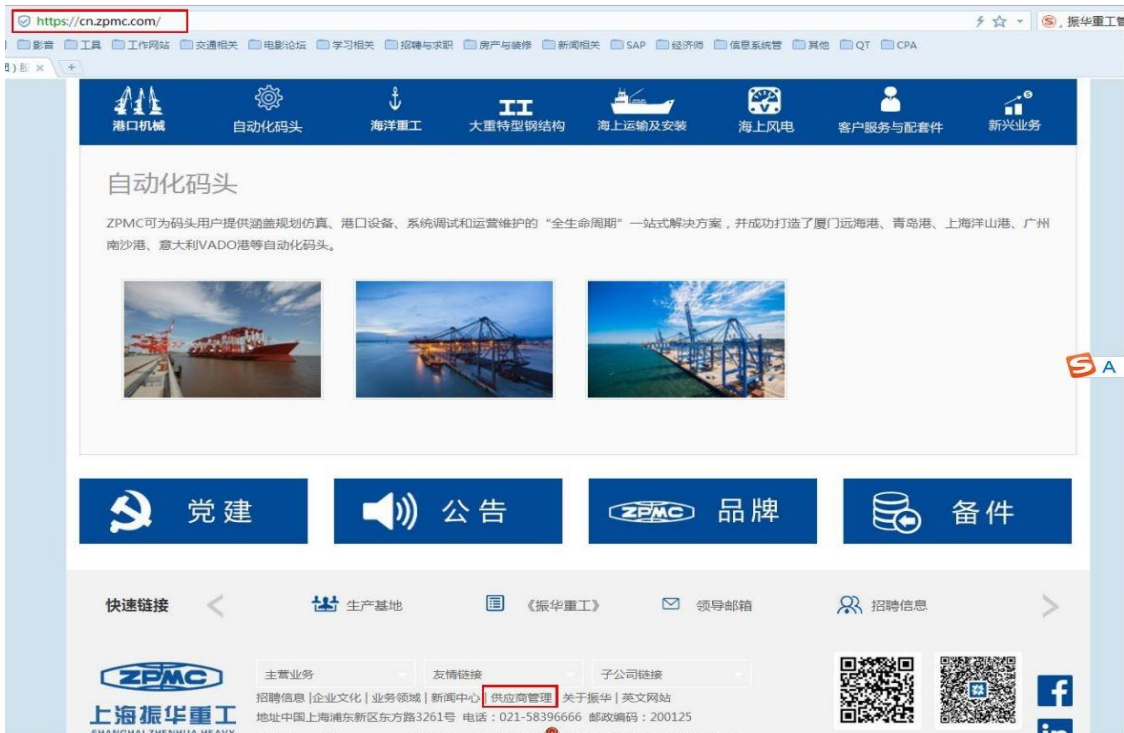 https://cn.zpmc.com/
振华重工
影音 工具 工作网站 交通相关 电影论坛 学习相关 招聘与求职 房产与装修 新闻相关 SAP 经济师 信息系统管 其他 QT CPA
港口机械 自动化码头 海洋重工 大重特型钢结构 海上运输及安装 海上风电 客户服务与配套件 新兴业务
自动化码头
ZPMC可为码头用户提供涵盖规划仿真、港口设备、系统调试和运营维护的“全生命周期”一站式解决方案，并成功打造了厦门远海港、青岛港、上海洋山港、广州
南沙港、意大利VADO港等自动化码头。
A
党建 公告 ZPMC 品牌 备件
快速链接 生产基地 《振华重工》 领导邮箱 招聘信息
ZPMC
上海振华重工
SHANGHAI ZHENHUA HEAVY
主营业务 友情链接 子公司链接
招聘信息 |企业文化 | 业务领域 | 新闻中心 | 供应商管理 | 关于振华 | 英文网站
地址中国上海浦东新区东方路3261号 电话：021-58396666 邮政编码：200125
f
in